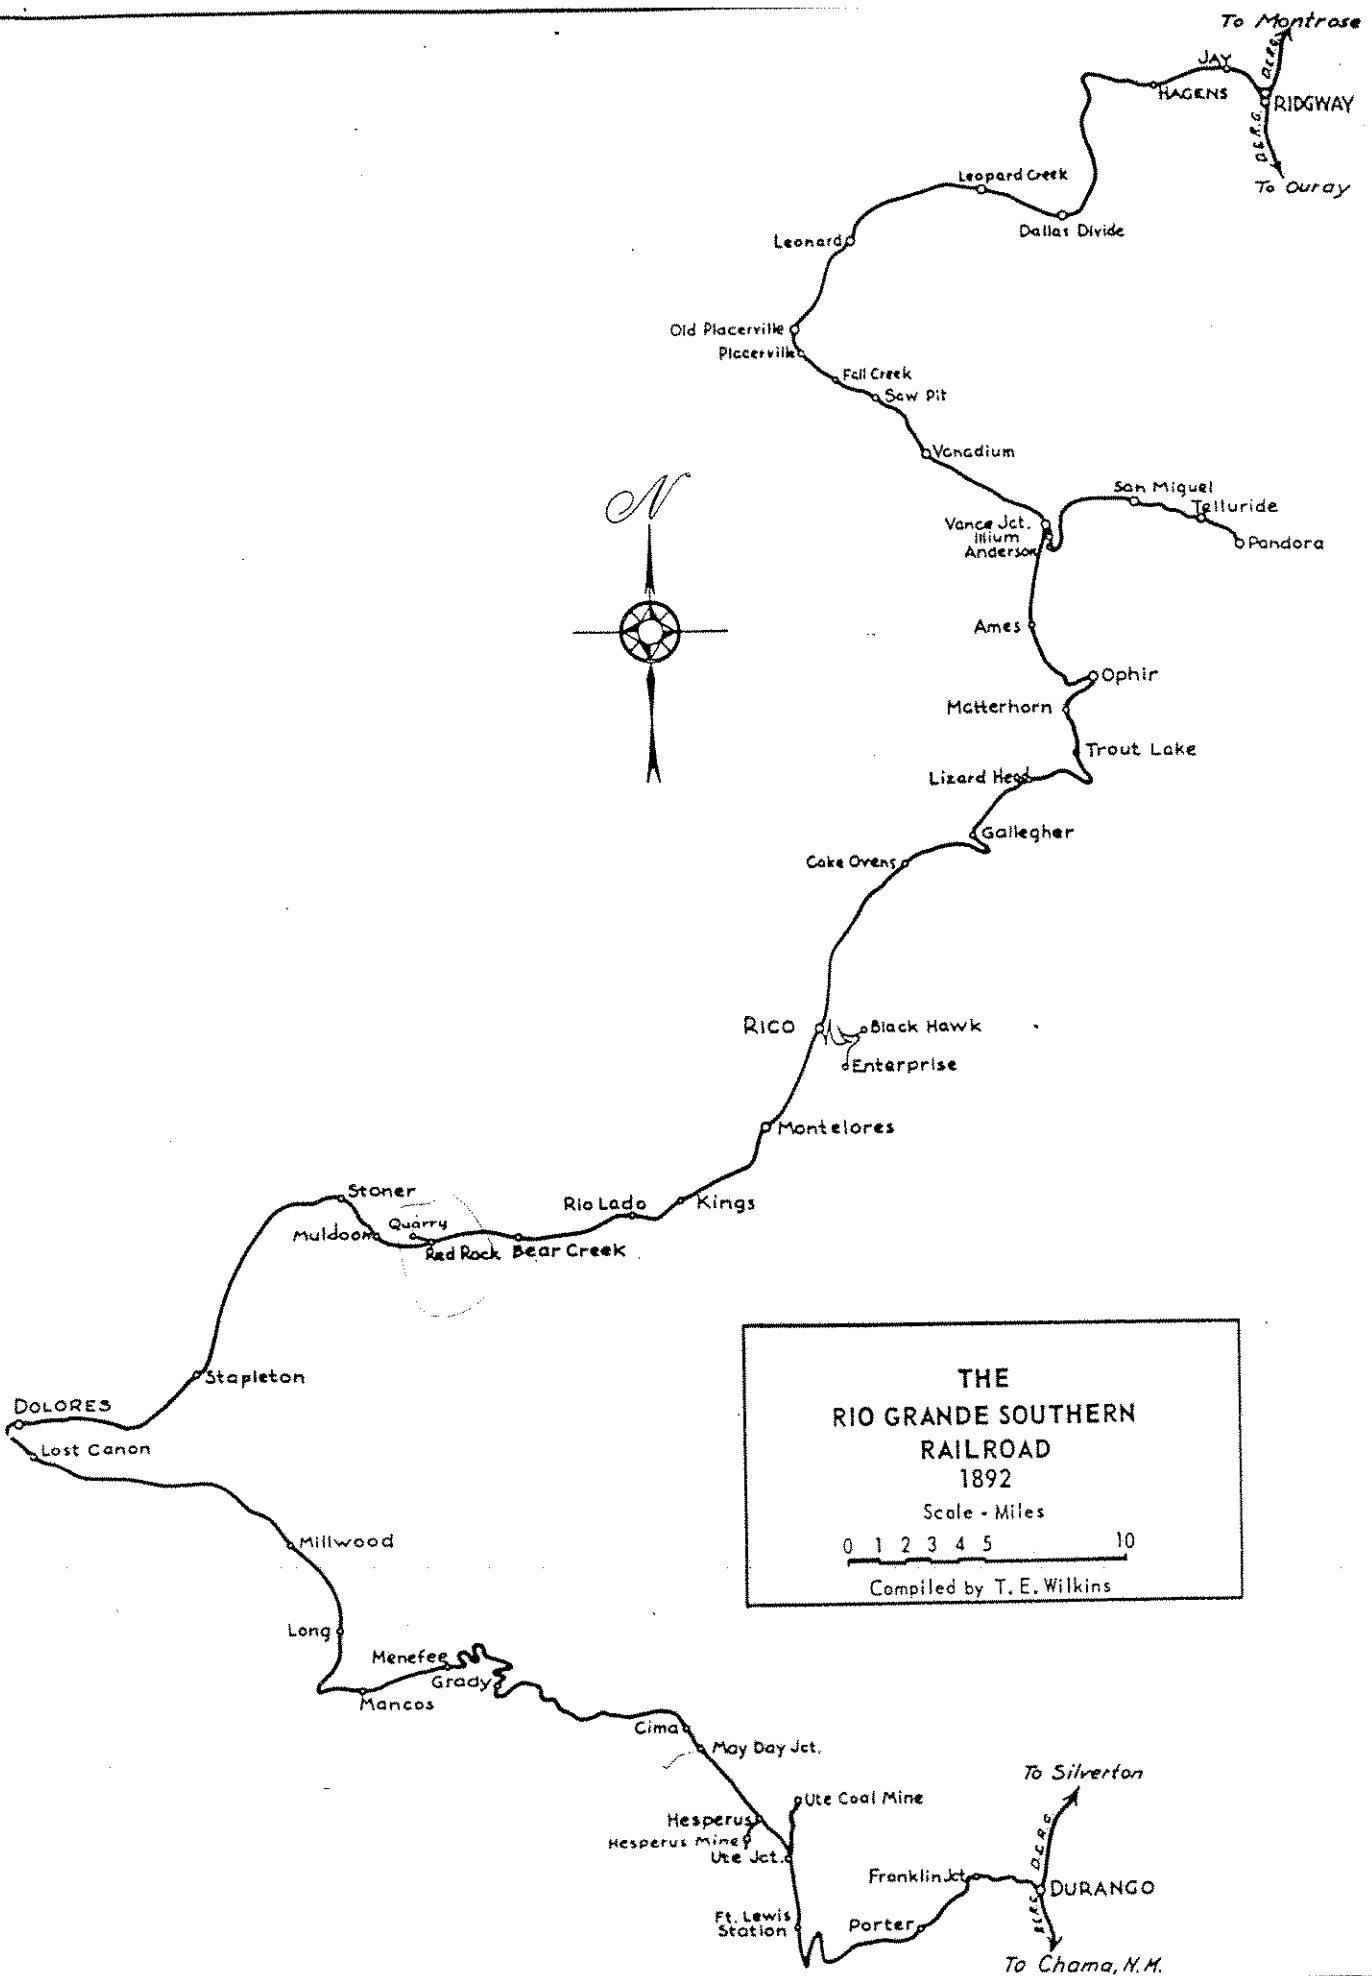 To Montrose
JAY
D.&R.G.
HAGENS
RIDGWAY
D.&R.G.
To Ouray
Leopard Creek
Dallas Divide
Leonard
Old Placerville
Placerville
Fall Creek
Saw Pit
Vanadium
N
San Miguel
Telluride
Vance Jct.
Illium
Anderson
Pandora
Ames
Ophir
Matterhorn
Trout Lake
Lizard Head
Gallegher
Coke Ovens
RICO
Black Hawk
Enterprise
Montelores
Stoner
Rio Lado
Kings
Quarry
Muldoon
Red Rock
Bear Creek
Stapleton
DOLORES
Lost Canon
THE
RIO GRANDE SOUTHERN
RAILROAD
1892
Scale - Miles
0 1 2 3 4 5 10
Compiled by T. E. Wilkins
Millwood
Long
Menefee
Grady
Mancos
Cima
May Day Jct.
To Silverton
Ute Coal Mine
Hesperus
Hesperus Mine
Ute Jct.
D.&R.G.
Franklin Jct.
DURANGO
Ft. Lewis
Station
Porter
D.&R.G.
To Chama, N.M.